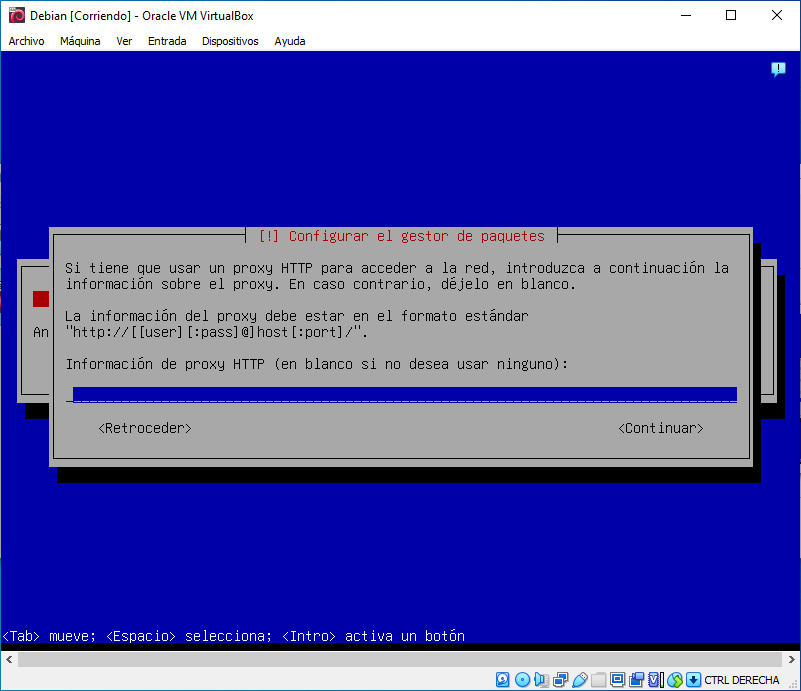 Debian [Corriendo] - Oracle VM VirtualBox
Archivo Máquina Ver Entrada Dispositivos Ayuda
[!] Configurar el gestor de paquetes
Si tiene que usar un proxy HTTP para acceder a la red, introduzca a continuación la
información sobre el proxy. En caso contrario, déjelo en blanco.
La información del proxy debe estar en el formato estándar
"http://[[user][:pass]@]host[:port]/".
An
Información de proxy HTTP (en blanco si no desea usar ninguno):
<Retroceder> <Continuar>
<Tab> mueve; <Espacio> selecciona; <Intro> activa un botón
CTRL DERECHA